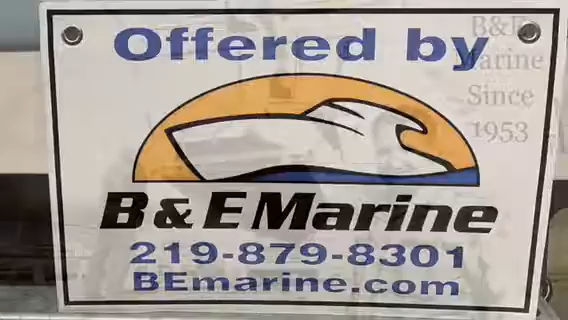 Offered by
B&E Marine
219-879-8301
BEmarine.com
B&E
Marine
Since
1953